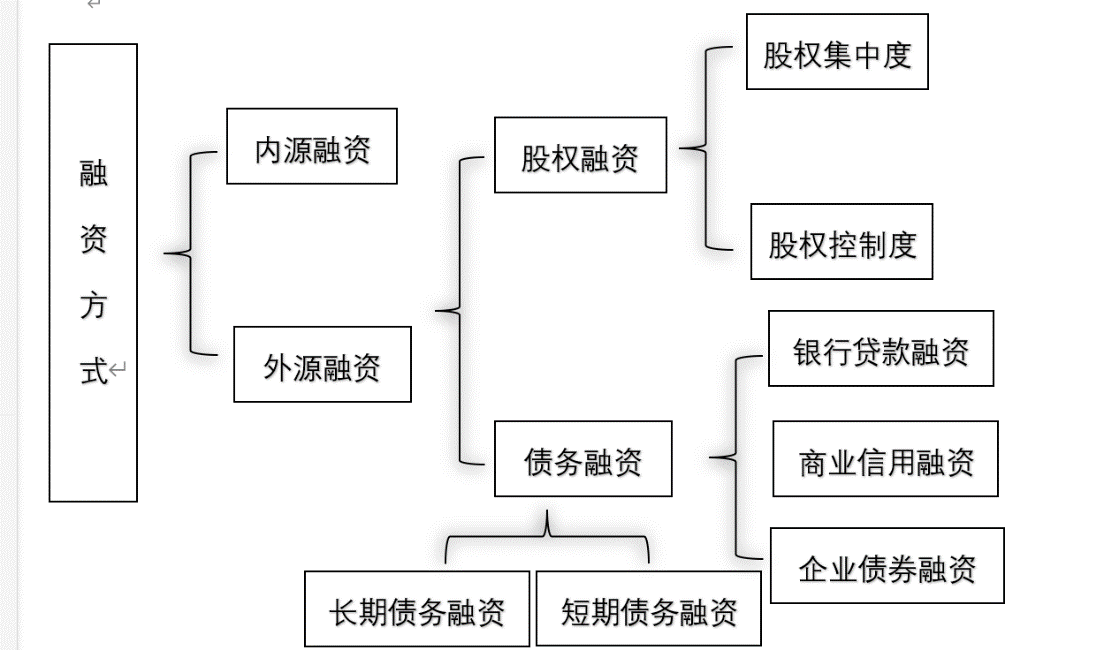 融
资
方
式
内源融资
外源融资
股权融资
债务融资
股权集中度
股权控制度
银行贷款融资
商业信用融资
企业债券融资
长期债务融资
短期债务融资